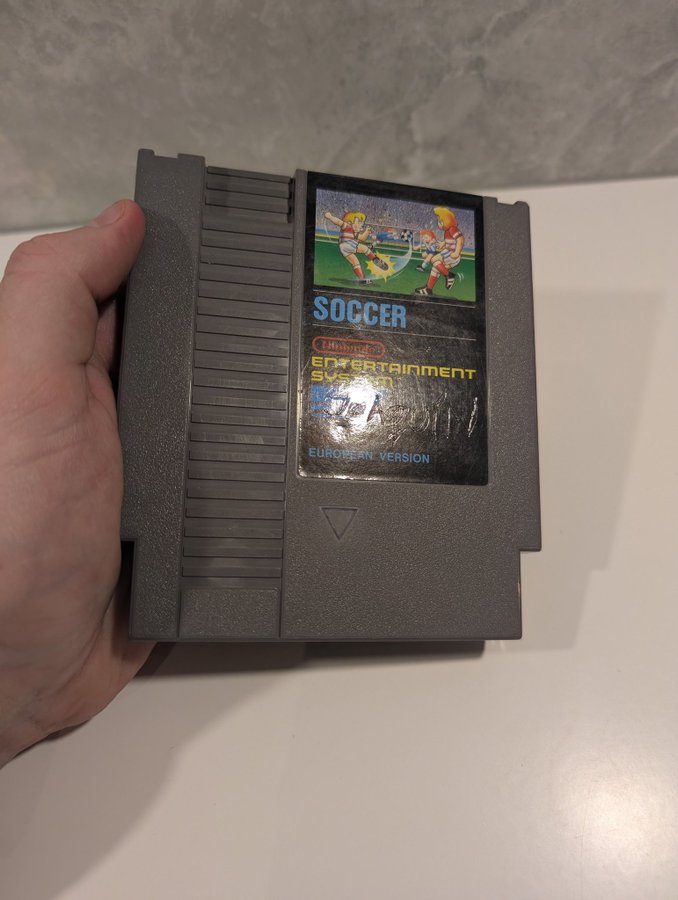 SOCCER
Nintendo
ENTERTAINMENT
SYSTEM
EUROPEAN VERSION